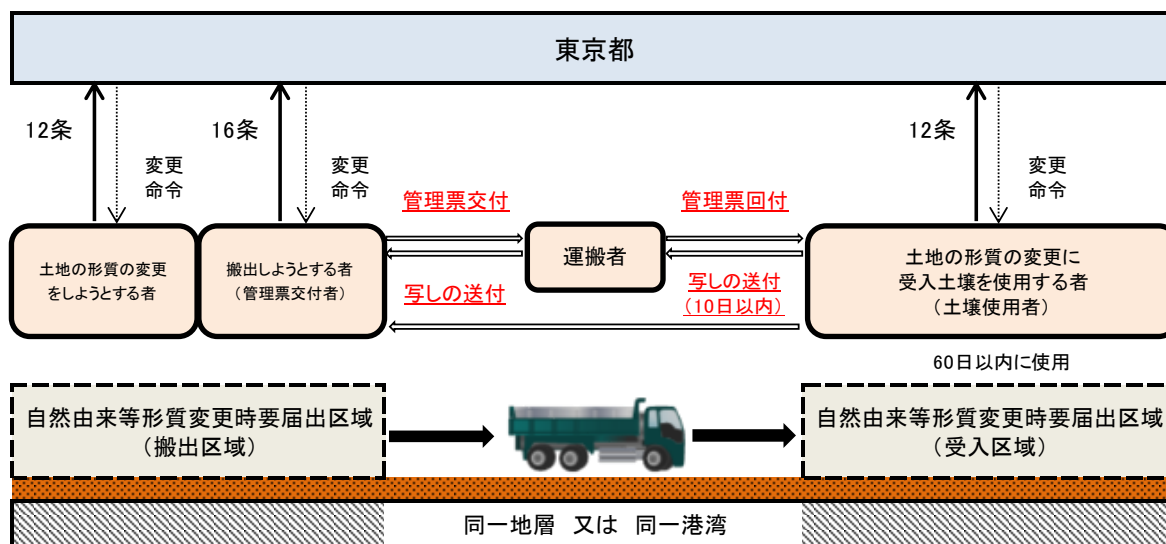 東京都
12条
16条
12条
変更
命令
変更
命令
変更
命令
管理票交付
管理票回付
土地の形質の変更
をしようとする者
搬出しようとする者
（管理票交付者）
運搬者
土地の形質の変更に
受入土壌を使用する者
（土壌使用者）
写しの送付
写しの送付
（10日以内）
60日以内に使用
自然由来等形質変更時要届出区域
（搬出区域）
自然由来等形質変更時要届出区域
（受入区域）
同一地層 又は 同一港湾